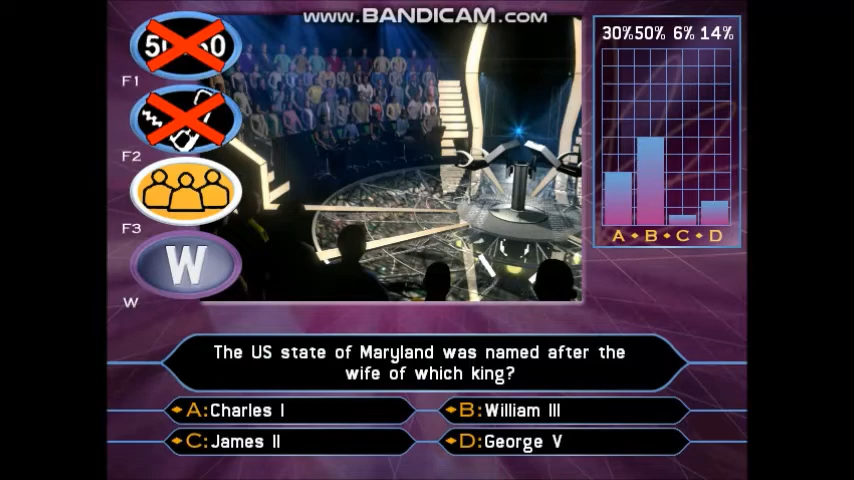 WWW.BANDICAM.COM
30% 50% 6% 14%
F1
F2
F3
W
W
A B C D
The US state of Maryland was named after the
wife of which king?
A: Charles I
B: William III
C: James II
D: George V